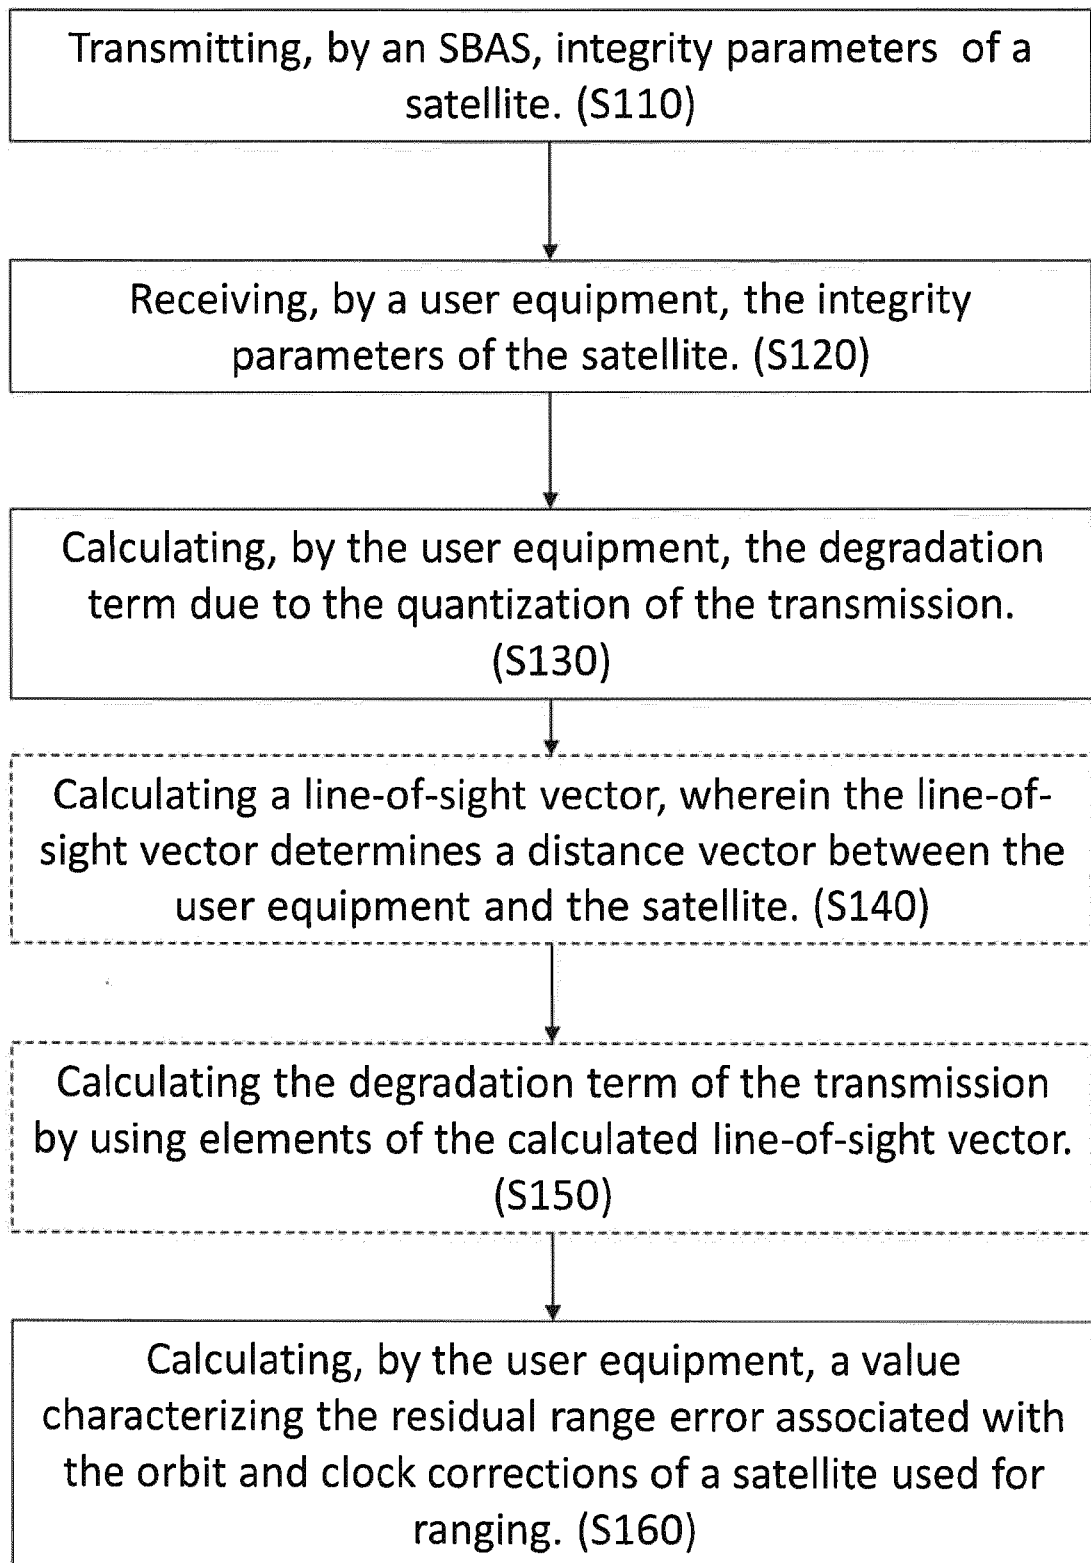 Transmitting, by an SBAS, integrity parameters of a
satellite. (S110)
Receiving, by a user equipment, the integrity
parameters of the satellite. (S120)
Calculating, by the user equipment, the degradation
term due to the quantization of the transmission.
(S130)
Calculating a line-of-sight vector, wherein the line-of-
sight vector determines a distance vector between the
user equipment and the satellite. (S140)
Calculating the degradation term of the transmission
by using elements of the calculated line-of-sight vector.
(S150)
Calculating, by the user equipment, a value
characterizing the residual range error associated with
the orbit and clock corrections of a satellite used for
ranging. (S160)